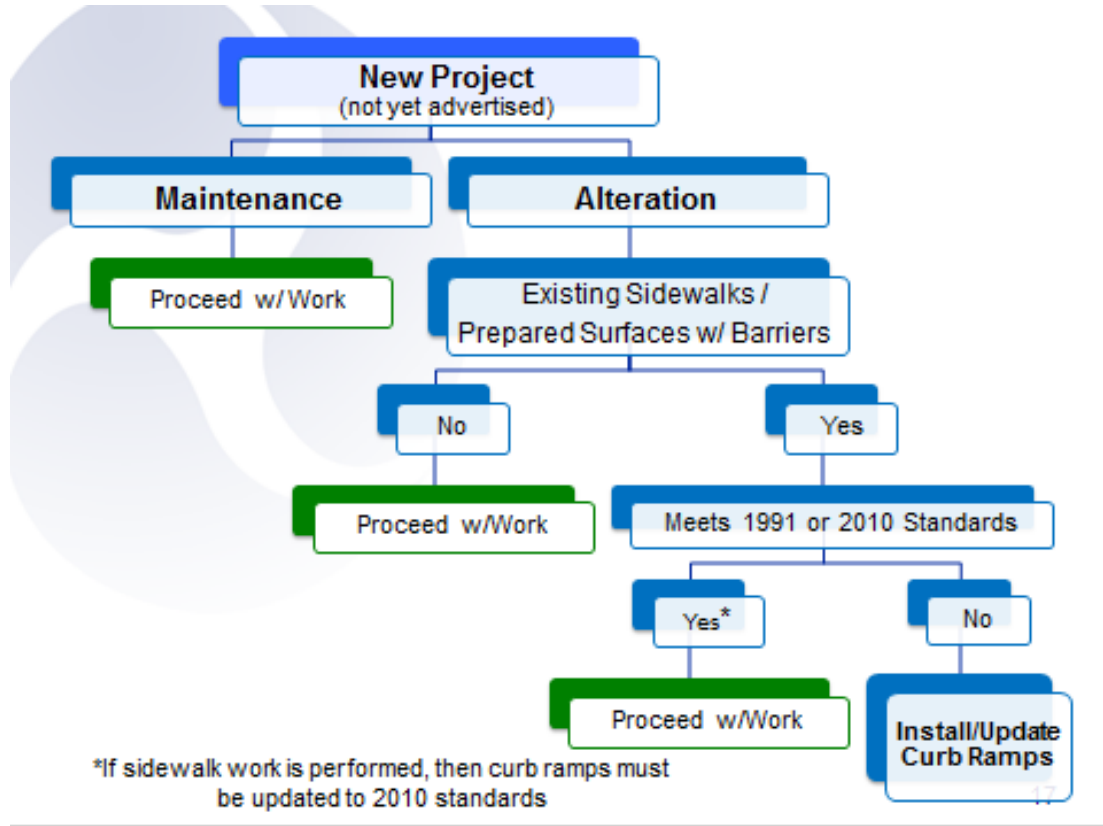 New Project
(not yet advertised)
Maintenance
Alteration
Proceed w/ Work
Existing Sidewalks /
Prepared Surfaces w/ Barriers
No
Yes
Proceed w/Work
Meets 1991 or 2010 Standards
Yes*
No
Proceed w/Work
Install/Update
Curb Ramps
*If sidewalk work is performed, then curb ramps must
be updated to 2010 standards
17